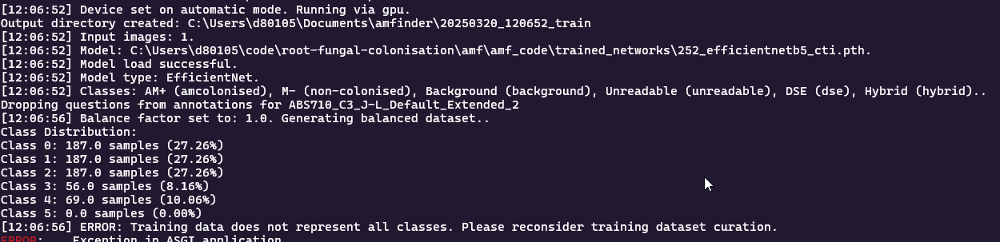 [12:06:52] Device set on automatic mode. Running via gpu.
Output directory created: C:\Users\d80105\Documents\amfinder\20250320_120652_train
[12:06:52] Input images: 1.
[12:06:52] Model: C:\Users\d80105\code\root-fungal-colonisation\amf\amf_code\trained_networks\252_efficientnetb5_cti.pth.
[12:06:52] Model load successful.
[12:06:52] Model type: EfficientNet.
[12:06:52] Classes: AM+ (amcolonised), M- (non-colonised), Background (background), Unreadable (unreadable), DSE (dse), Hybrid (hybrid)..
Dropping questions from annotations for ABS710_C3_J-L_Default_Extended_2
[12:06:56] Balance factor set to: 1.0. Generating balanced dataset..
Class Distribution:
Class 0: 187.0 samples (27.26%)
Class 1: 187.0 samples (27.26%)
Class 2: 187.0 samples (27.26%)
Class 3: 56.0 samples (8.16%)
Class 4: 69.0 samples (10.06%)
Class 5: 0.0 samples (0.00%)
[12:06:56] ERROR: Training data does not represent all classes. Please reconsider training dataset curation.
ERROR:    Exception in ASGI application